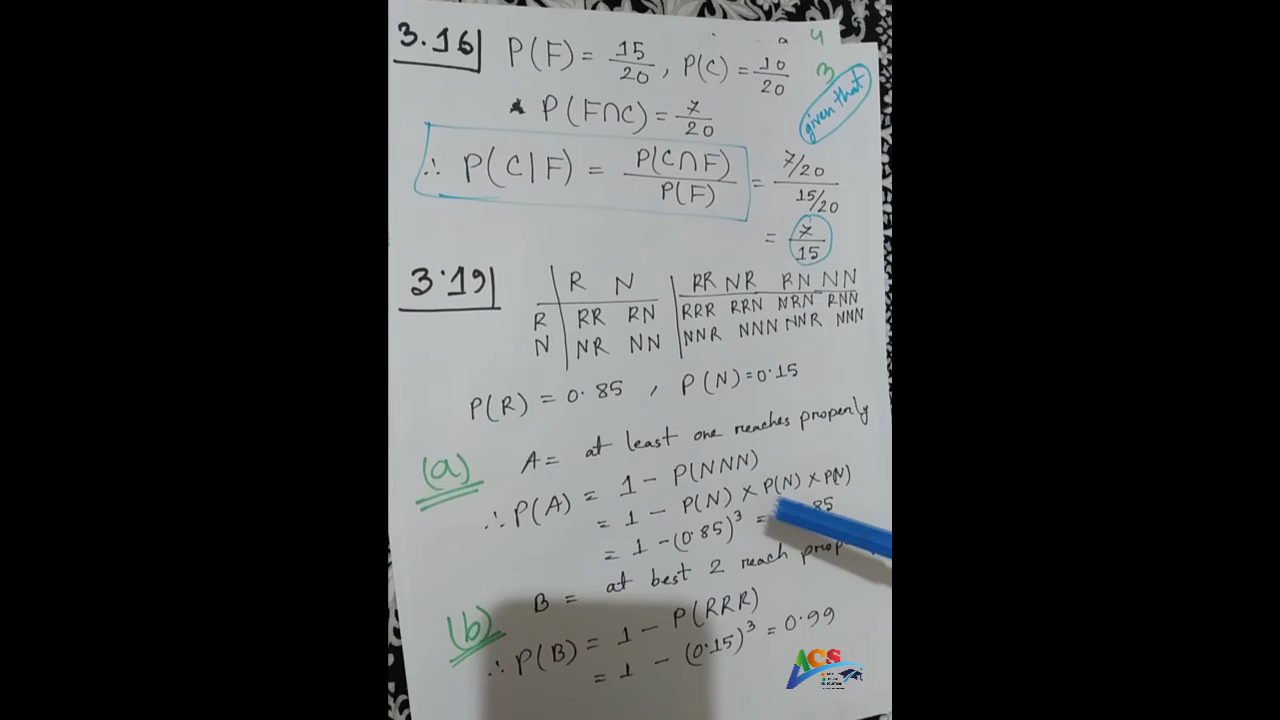 3.16 P(F) = 15/20 , P(C) = 10/20
4
3
given that
* P(F∩C) = 7/20
∴ P(C|F) = P(C∩F)/P(F) = 7/20 / 15/20
= 7/15
3.19
R N
R RR RN
N NR NN
RR NR RN NN
RRR RRN NRN RNN
NNR NNN NNR NNN
P(R) = 0.85 , P(N) = 0.15
(a) A = at least one reaches properly
∴ P(A) = 1 - P(NNN)
= 1 - P(N) × P(N) × P(N)
= 1 - (0.85)³ = 85
(b) B = at best 2 reach
∴ P(B) = 1 - P(RRR)
= 1 - (0.15)³ = 0.99
ACS